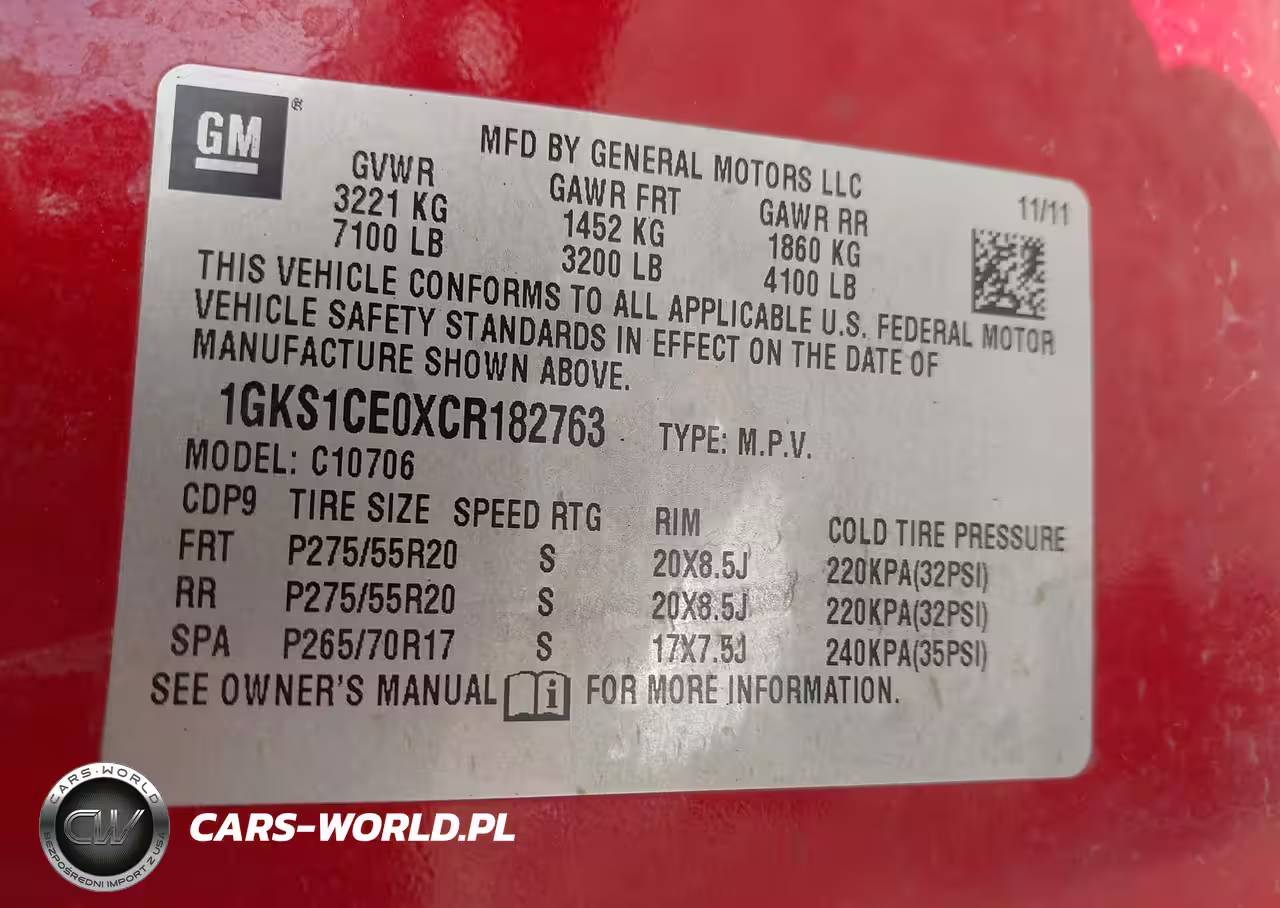 GM®
MFD BY GENERAL MOTORS LLC
11/11
GVWR GAWR FRT GAWR RR
3221 KG 1452 KG 1860 KG
7100 LB 3200 LB 4100 LB
THIS VEHICLE CONFORMS TO ALL APPLICABLE U.S. FEDERAL MOTOR
VEHICLE SAFETY STANDARDS IN EFFECT ON THE DATE OF
MANUFACTURE SHOWN ABOVE.
1GKS1CE0XCR182763 TYPE: M.P.V.
MODEL: C10706
CDP9 TIRE SIZE SPEED RTG RIM COLD TIRE PRESSURE
FRT P275/55R20 S 20X8.5J 220KPA(32PSI)
RR P275/55R20 S 20X8.5J 220KPA(32PSI)
SPA P265/70R17 S 17X7.5J 240KPA(35PSI)
SEE OWNER'S MANUAL i FOR MORE INFORMATION.
CARS-WORLD
CW
BEZPOŚREDNI IMPORT Z USA
CARS-WORLD.PL